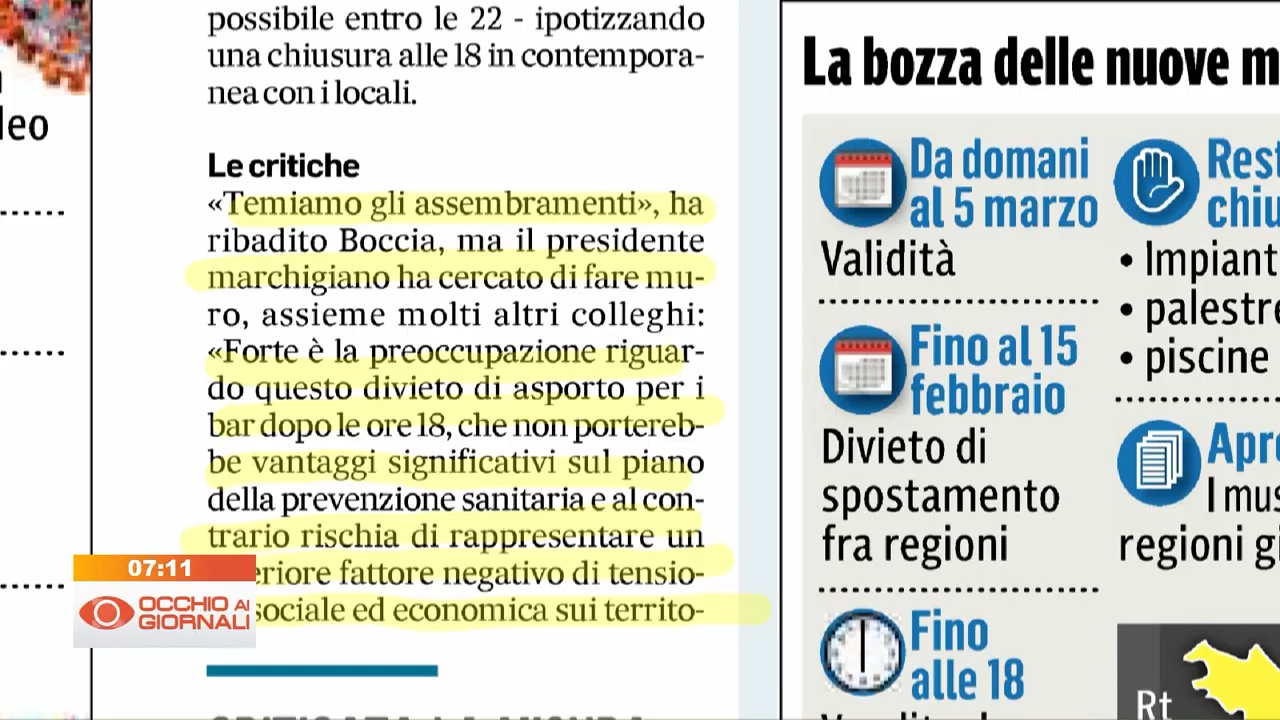 leo
possibile entro le 22 - ipotizzando
una chiusura alle 18 in contempora-
nea con i locali.
Le critiche
«Temiamo gli assembramenti», ha
ribadito Boccia, ma il presidente
marchigiano ha cercato di fare mu-
ro, assieme molti altri colleghi:
«Forte è la preoccupazione riguar-
do questo divieto di asporto per i
bar dopo le ore 18, che non portereb-
be vantaggi significativi sul piano
della prevenzione sanitaria e al con-
trario rischia di rappresentare un
eriore fattore negativo di tensio-
sociale ed economica sui territo-
07:11
OCCHIO AI
GIORNALI
La bozza delle nuove m
Da domani
al 5 marzo
Validità
Fino al 15
febbraio
Divieto di
spostamento
fra regioni
Fino
alle 18
Rest
chiu
• Impiant
• palestre
• piscine
Apr
I mus
regioni gi
Rt